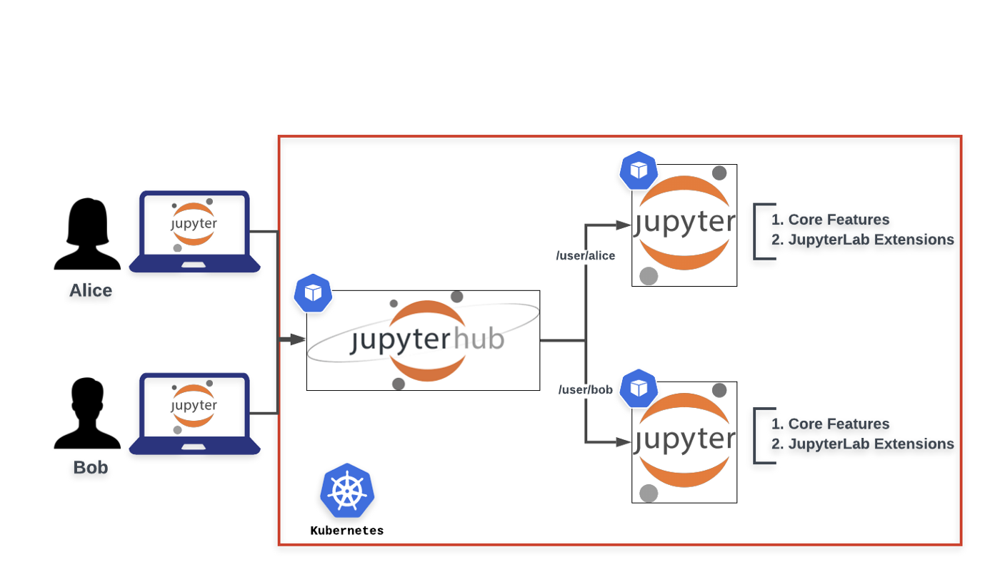 jupyter
Alice
jupyter
Bob
jupyterhub
Kubernetes
/user/alice
/user/bob
jupyter
1. Core Features
2. JupyterLab Extensions
jupyter
1. Core Features
2. JupyterLab Extensions